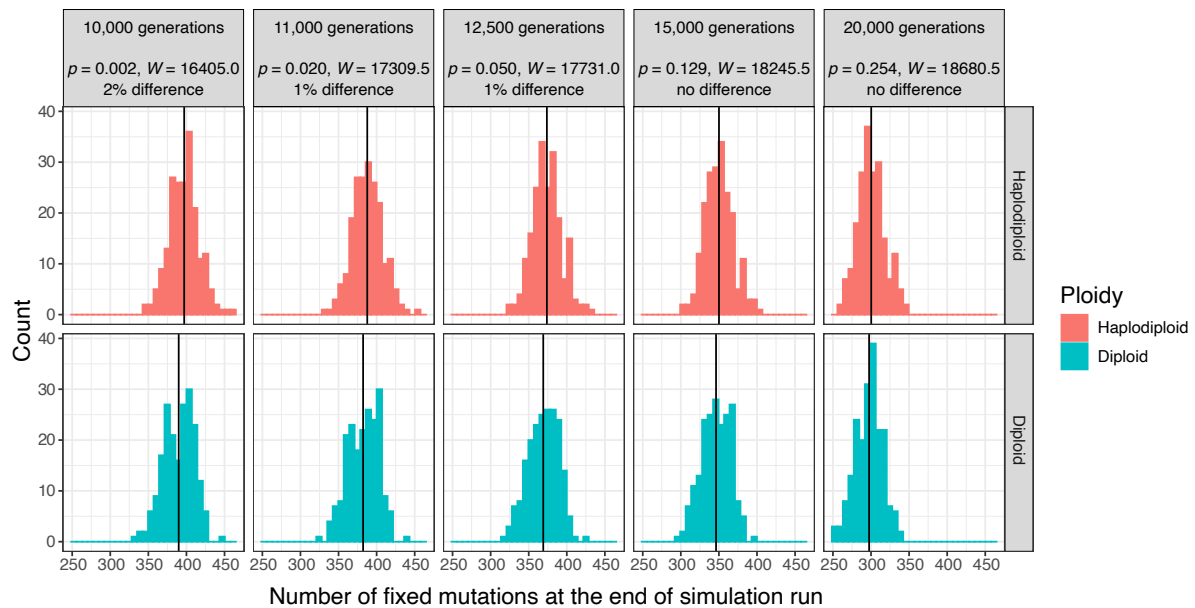 10,000 generations
p = 0.002, W = 16405.0
2% difference
11,000 generations
p = 0.020, W = 17309.5
1% difference
12,500 generations
p = 0.050, W = 17731.0
1% difference
15,000 generations
p = 0.129, W = 18245.5
no difference
20,000 generations
p = 0.254, W = 18680.5
no difference
40
30
20
10
0
Haplodiploid
Count
40
30
20
10
0
Diploid
250 300 350 400 450
250 300 350 400 450
250 300 350 400 450
250 300 350 400 450
250 300 350 400 450
Number of fixed mutations at the end of simulation run
Ploidy
Haplodiploid
Diploid